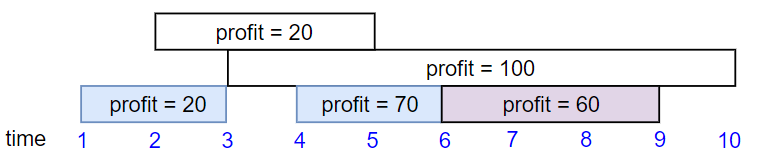 profit = 20
profit = 100
profit = 20 profit = 70 profit = 60
time 1 2 3 4 5 6 7 8 9 10